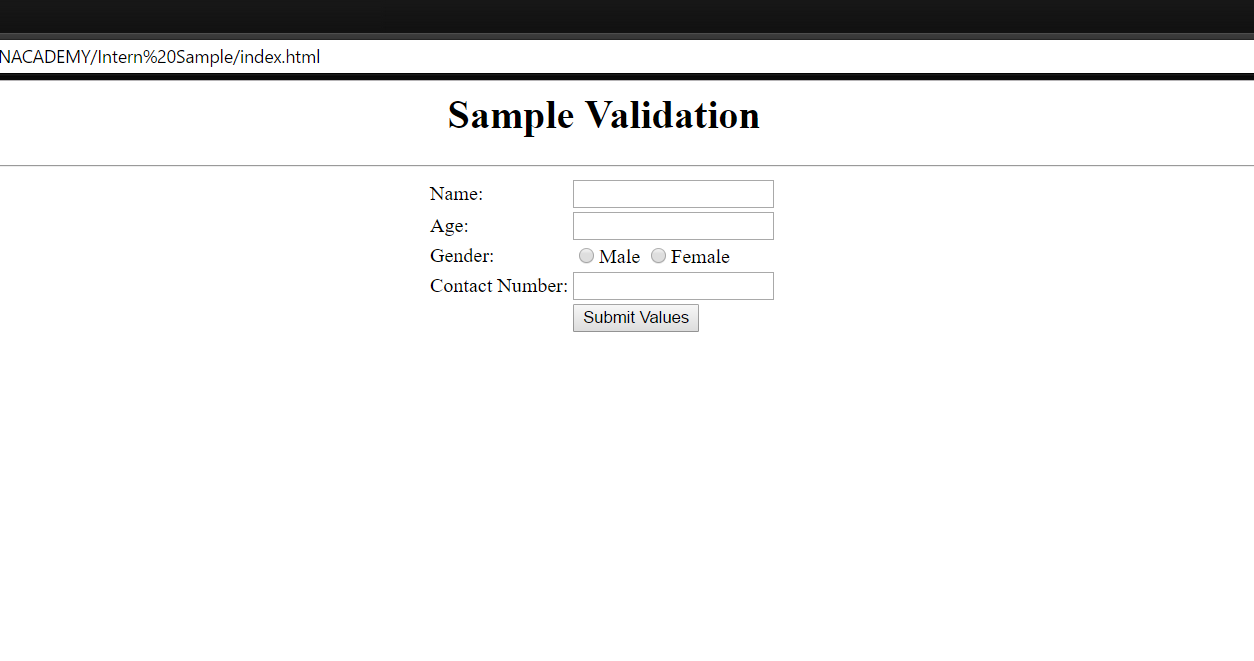 NACADEMY/Intern%20Sample/index.html
Sample Validation
Name:
Age:
Gender: Male Female
Contact Number:
Submit Values